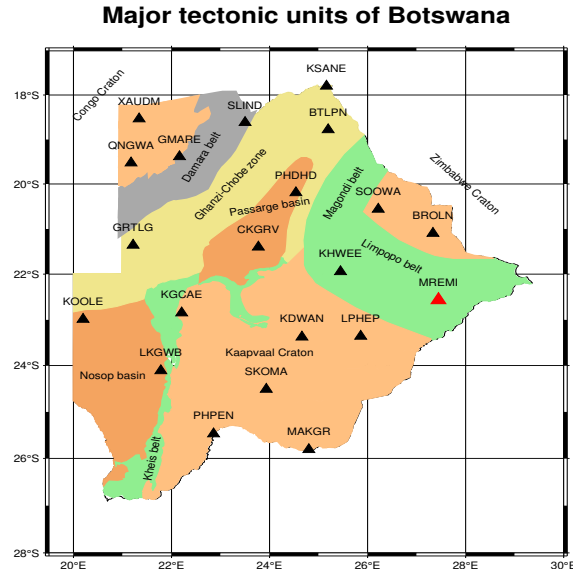 Major tectonic units of Botswana
KSANE
18°S
Congo Craton
XAUDM
SLIND
BTLPN
GMARE
QNGWA
Damara belt
Zimbabwe Craton
Ghanzi-Chobe zone
PHDHD
Magondi belt
20°S
SOOWA
Passarge basin
BROLN
GRTLG
CKGRV
Limpopo belt
KHWEE
22°S
MREMI
KOOLE
KGCAE
KDWAN
LPHEP
LKGWB
Kaapvaal Craton
24°S
Nosop basin
SKOMA
PHPEN
MAKGR
26°S
Kheis belt
28°S
20°E
22°E
24°E
26°E
28°E
30°E